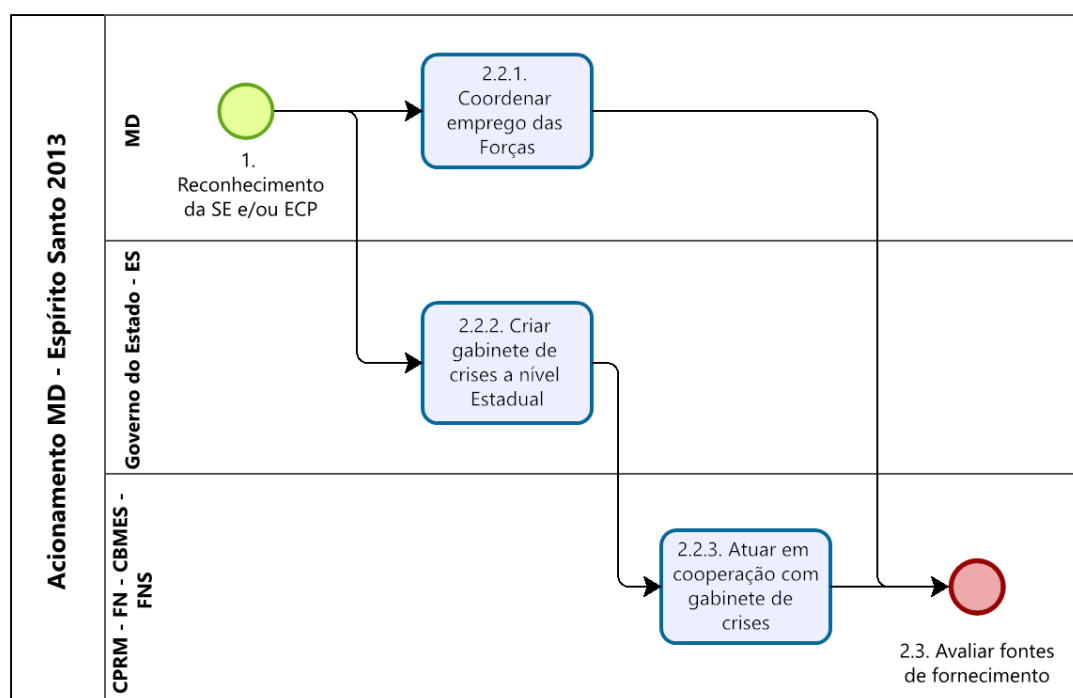 Acionamento MD - Espírito Santo 2013
MD
1.
Reconhecimento
da SE e/ou ECP
2.2.1.
Coordenar
emprego das
Forças
Governo do Estado - ES
2.2.2. Criar
gabinete de
crises a nível
Estadual
CPRM - FN - CBMES -
FNS
2.2.3. Atuar em
cooperação com
gabinete de
crises
2.3. Avaliar fontes
de fornecimento